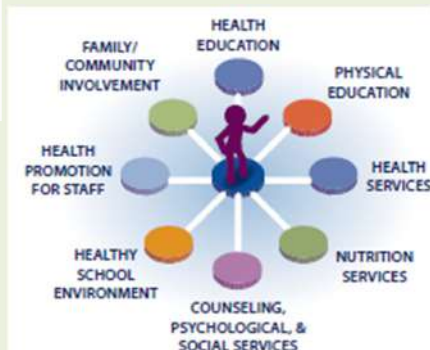 HEALTH
EDUCATION
FAMILY/
COMMUNITY
INVOLVEMENT
PHYSICAL
EDUCATION
HEALTH
PROMOTION
FOR STAFF
HEALTH
SERVICES
HEALTHY
SCHOOL
ENVIRONMENT
NUTRITION
SERVICES
COUNSELING,
PSYCHOLOGICAL, &
SOCIAL SERVICES